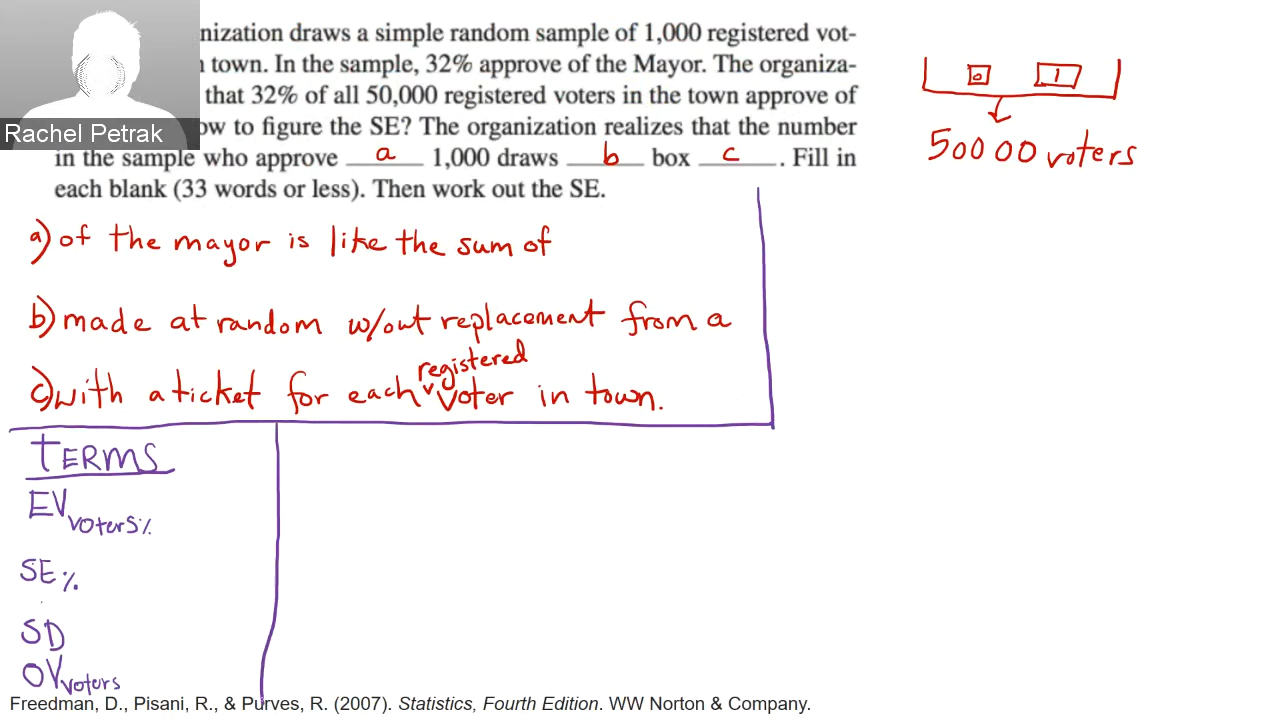 nization draws a simple random sample of 1,000 registered vot-
town. In the sample, 32% approve of the Mayor. The organiza-
that 32% of all 50,000 registered voters in the town approve of
ow to figure the SE? The organization realizes that the number
in the sample who approve a 1,000 draws b box c. Fill in
each blank (33 words or less). Then work out the SE.
Rachel Petrak
0 1
50000 voters
a) of the mayor is like the sum of
b) made at random w/out replacement from a
registered
c) with a ticket for each voter in town.
TERMS
EV voters%
SE%
SD
OV voters
Freedman, D., Pisani, R., & Purves, R. (2007). Statistics, Fourth Edition. WW Norton & Company.